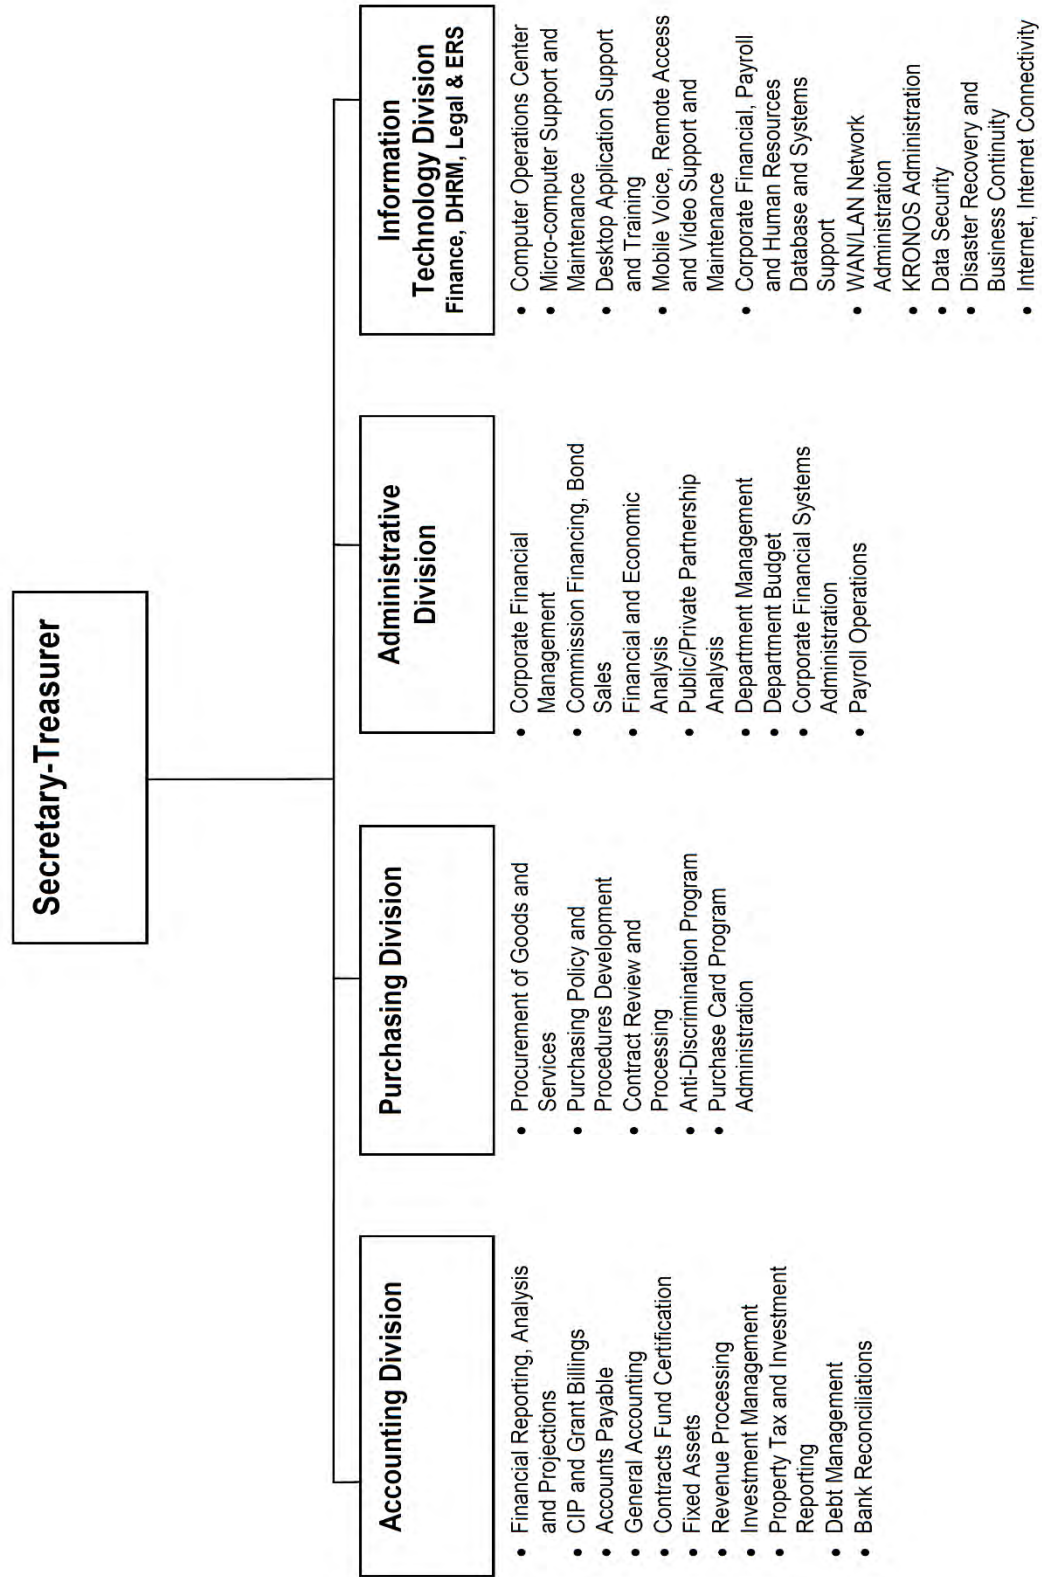 Secretary-Treasurer
Accounting Division
• Financial Reporting, Analysis
and Projections
• CIP and Grant Billings
• Accounts Payable
• General Accounting
• Contracts Fund Certification
• Fixed Assets
• Revenue Processing
• Investment Management
• Property Tax and Investment
Reporting
• Debt Management
• Bank Reconciliations
Purchasing Division
• Procurement of Goods and
Services
• Purchasing Policy and
Procedures Development
• Contract Review and
Processing
• Anti-Discrimination Program
• Purchase Card Program
Administration
Administrative
Division
• Corporate Financial
Management
• Commission Financing, Bond
Sales
• Financial and Economic
Analysis
• Public/Private Partnership
Analysis
• Department Management
• Department Budget
• Corporate Financial Systems
Administration
• Payroll Operations
Information
Technology Division
Finance, DHRM, Legal & ERS
• Computer Operations Center
• Micro-computer Support and
Maintenance
• Desktop Application Support
and Training
• Mobile Voice, Remote Access
and Video Support and
Maintenance
• Corporate Financial, Payroll
and Human Resources
Database and Systems
Support
• WAN/LAN Network
Administration
• KRONOS Administration
• Data Security
• Disaster Recovery and
Business Continuity
• Internet, Internet Connectivity